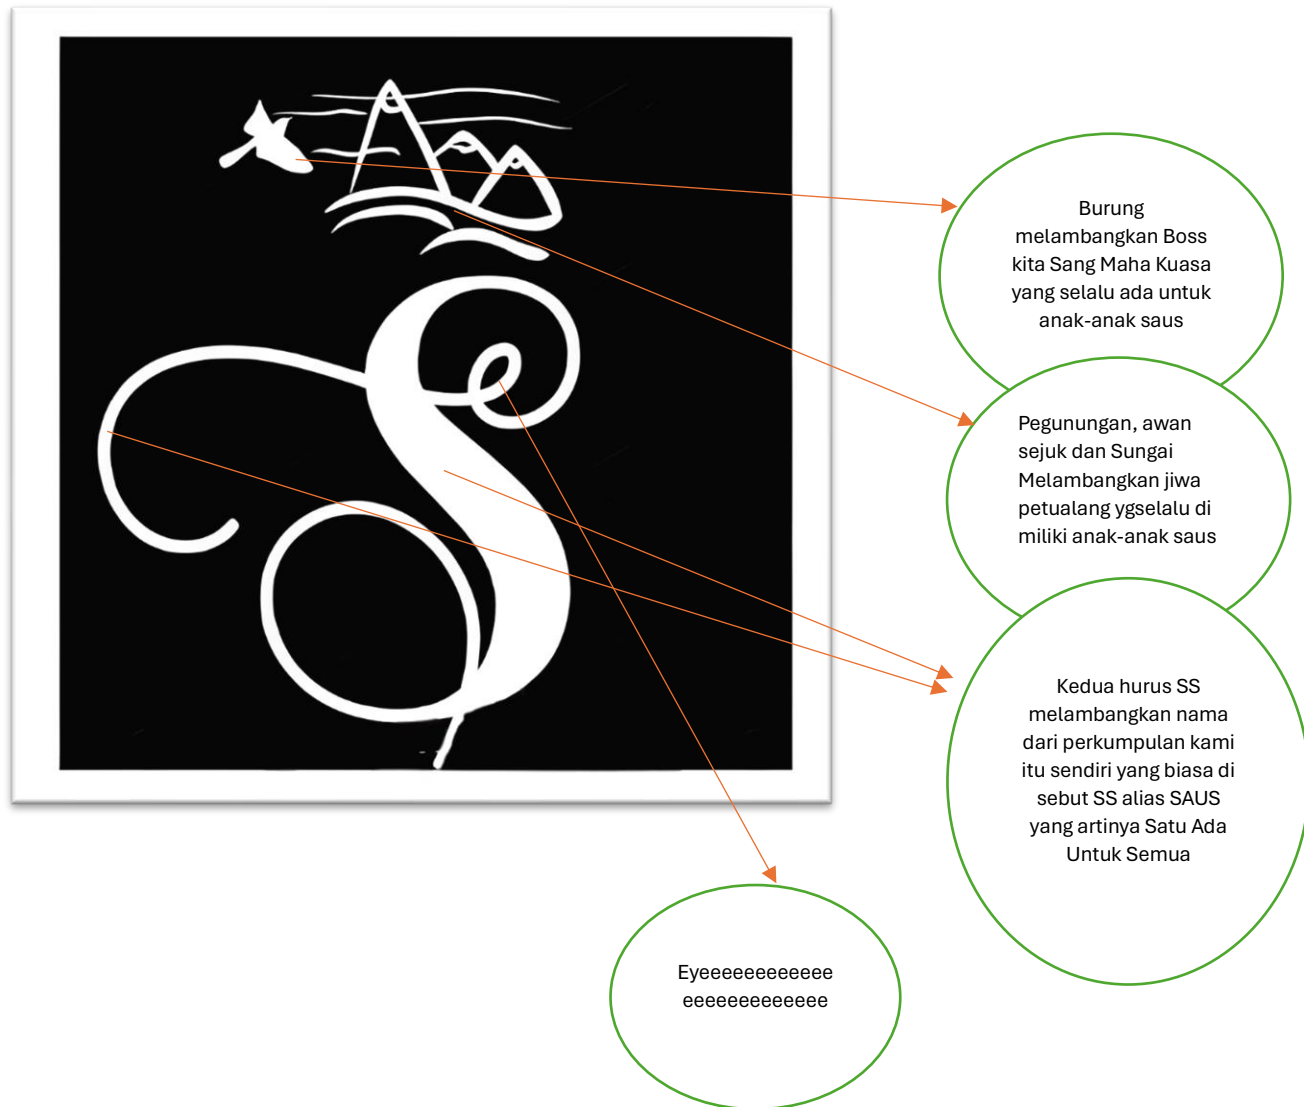 Burung
melambangkan Boss
kita Sang Maha Kuasa
yang selalu ada untuk
anak-anak saus
Pegunungan, awan
sejuk dan Sungai
Melambangkan jiwa
petualang ygselalu di
miliki anak-anak saus
Kedua hurus SS
melambangkan nama
dari perkumpulan kami
itu sendiri yang biasa di
sebut SS alias SAUS
yang artinya Satu Ada
Untuk Semua
Eyeeeeeeeeeeeee
eeeeeeeeeeeee